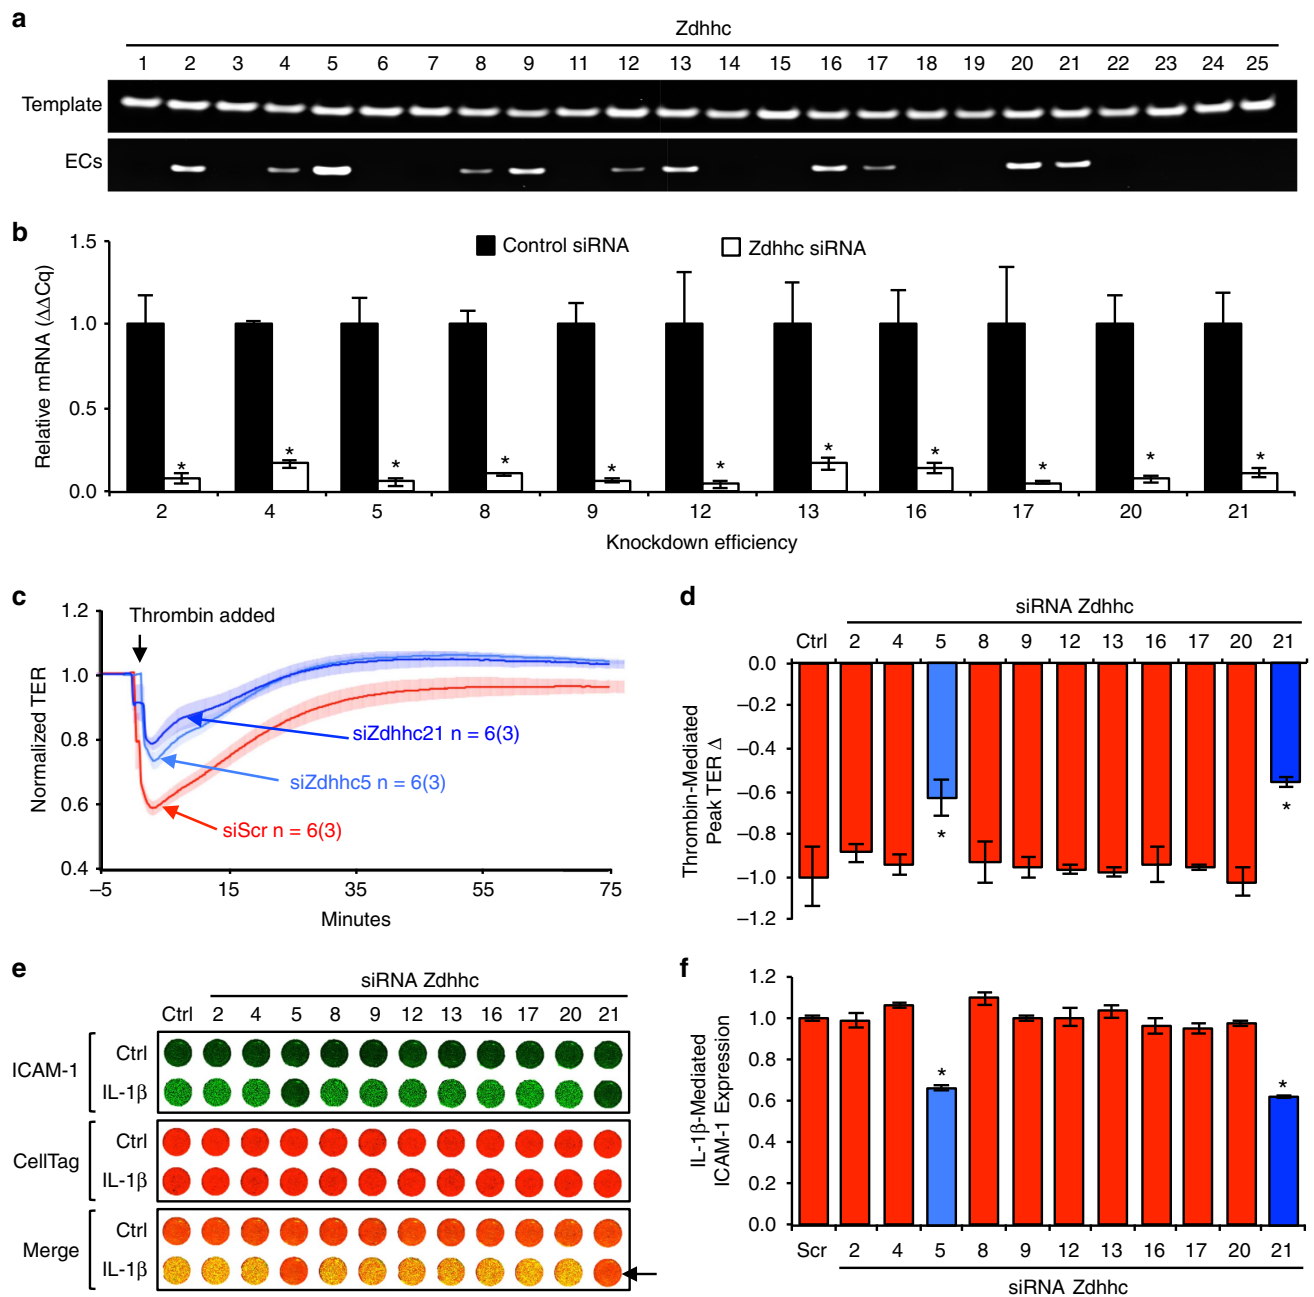 a
Zdhhc
1 2 3 4 5 6 7 8 9 11 12 13 14 15 16 17 18 19 20 21 22 23 24 25
Template
ECs
b
Control siRNA
Zdhhc siRNA
Relative mRNA (ΔΔCq)
1.5
1.0
0.5
0.0
* * * * * * * * * * *
2 4 5 8 9 12 13 16 17 20 21
Knockdown efficiency
c
Thrombin added
Normalized TER
1.2
1.0
0.8
0.6
0.4
siZdhhc21 n = 6(3)
siZdhhc5 n = 6(3)
siScr n = 6(3)
–5 15 35 55 75
Minutes
d
siRNA Zdhhc
Ctrl 2 4 5 8 9 12 13 16 17 20 21
Thrombin-Mediated
Peak TER Δ
0.0
–0.2
–0.4
–0.6
–0.8
–1.0
–1.2
* *
e
siRNA Zdhhc
Ctrl 2 4 5 8 9 12 13 16 17 20 21
ICAM-1
Ctrl
IL-1β
CellTag
Ctrl
IL-1β
Merge
Ctrl
IL-1β
f
IL-1β-Mediated
ICAM-1 Expression
1.2
1.0
0.8
0.6
0.4
0.2
0.0
* *
Scr 2 4 5 8 9 12 13 16 17 20 21
siRNA Zdhhc